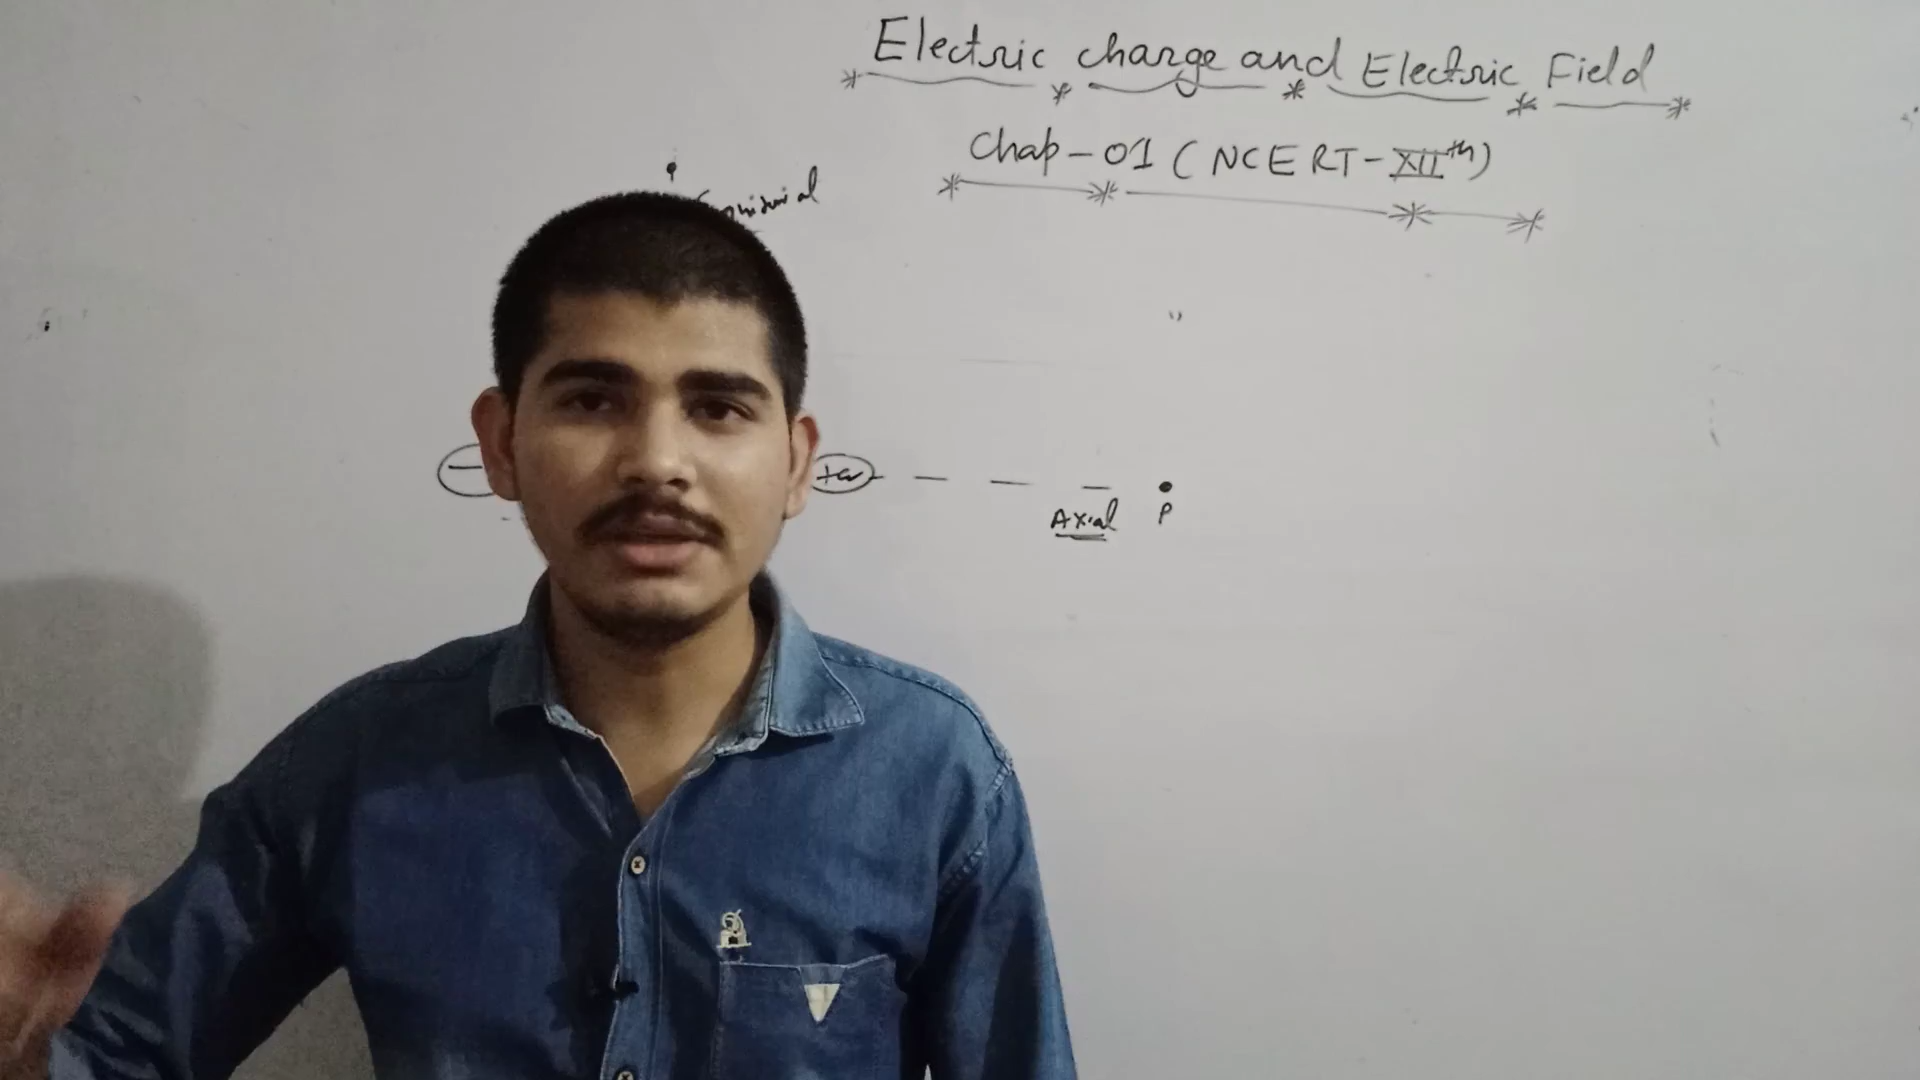 Electric charge and Electric Field
Chap-01 (NCERT-XIIth)
+q
Axial
P